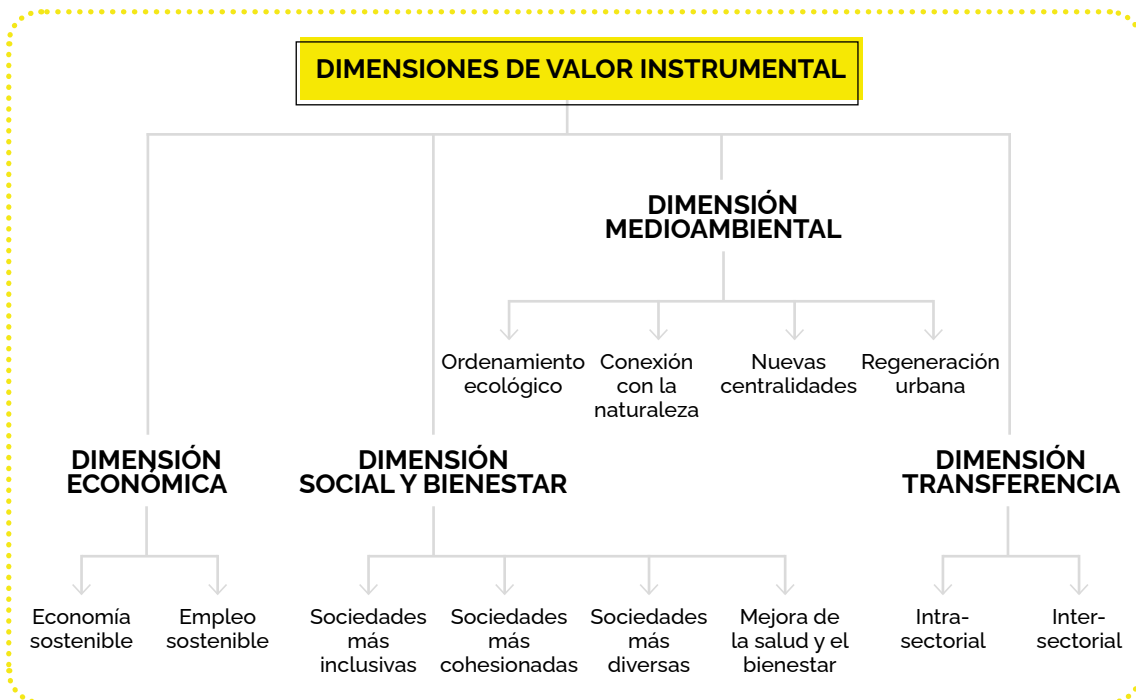 DIMENSIONES DE VALOR INSTRUMENTAL
DIMENSIÓN
MEDIOAMBIENTAL
Ordenamiento
ecológico
Conexión
con la
naturaleza
Nuevas
centralidades
Regeneración
urbana
DIMENSIÓN
ECONÓMICA
DIMENSIÓN
SOCIAL Y BIENESTAR
DIMENSIÓN
TRANSFERENCIA
Economía
sostenible
Empleo
sostenible
Sociedades
más
inclusivas
Sociedades
más
cohesionadas
Sociedades
más
diversas
Mejora de
la salud y el
bienestar
Intra-
sectorial
Inter-
sectorial